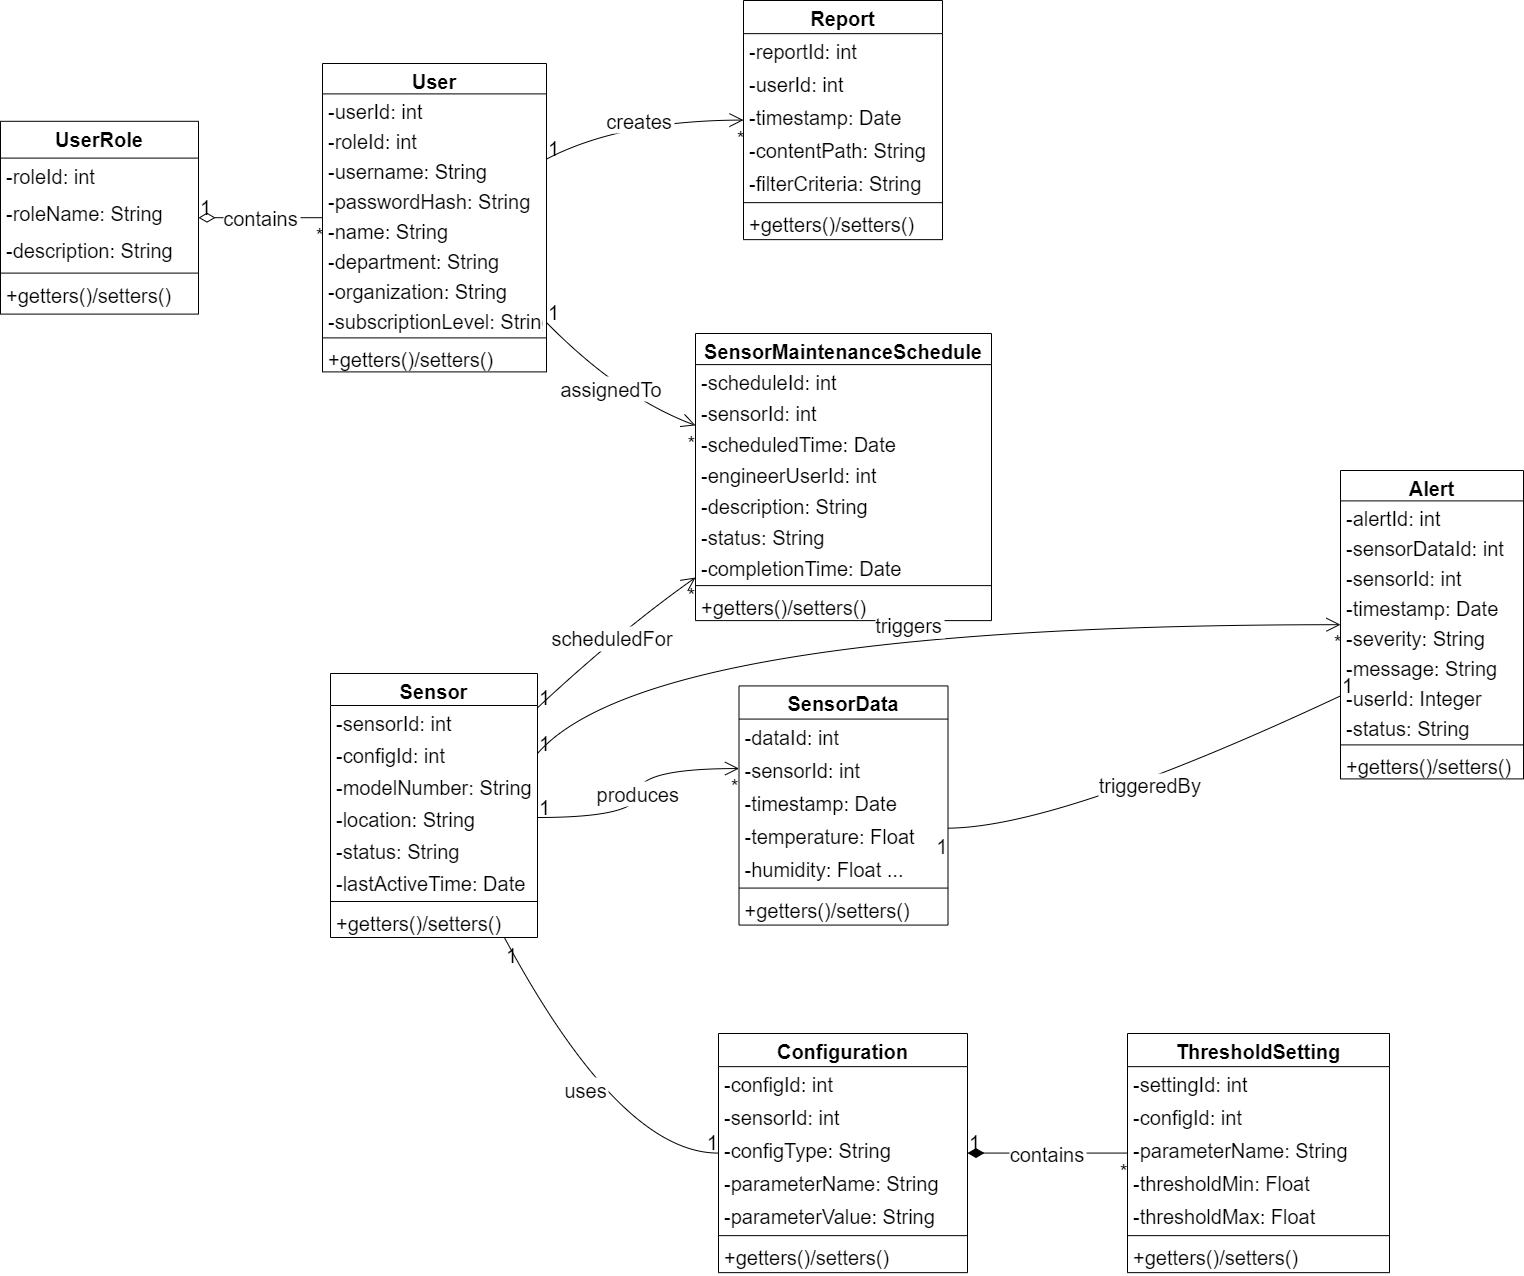 Report
-reportId: int
-userId: int
-timestamp: Date
-contentPath: String
-filterCriteria: String
+getters()/setters()
User
-userId: int
-roleId: int
-username: String
-passwordHash: String
-name: String
-department: String
-organization: String
-subscriptionLevel: Strin
+getters()/setters()
UserRole
-roleId: int
-roleName: String
-description: String
+getters()/setters()
1
contains
*
1
creates
*
1
assignedTo
*
SensorMaintenanceSchedule
-scheduleId: int
-sensorId: int
-scheduledTime: Date
-engineerUserId: int
-description: String
-status: String
-completionTime: Date
+getters()/setters()
Alert
-alertId: int
-sensorDataId: int
-sensorId: int
-timestamp: Date
-severity: String
-message: String
-userId: Integer
-status: String
+getters()/setters()
1
scheduledFor
*
1
triggers
*
Sensor
-sensorId: int
-configId: int
-modelNumber: String
-location: String
-status: String
-lastActiveTime: Date
+getters()/setters()
1
produces
*
SensorData
-dataId: int
-sensorId: int
-timestamp: Date
-temperature: Float
-humidity: Float ...
+getters()/setters()
1
triggeredBy
1
1
uses
1
Configuration
-configId: int
-sensorId: int
-configType: String
-parameterName: String
-parameterValue: String
+getters()/setters()
1
contains
*
ThresholdSetting
-settingId: int
-configId: int
-parameterName: String
-thresholdMin: Float
-thresholdMax: Float
+getters()/setters()